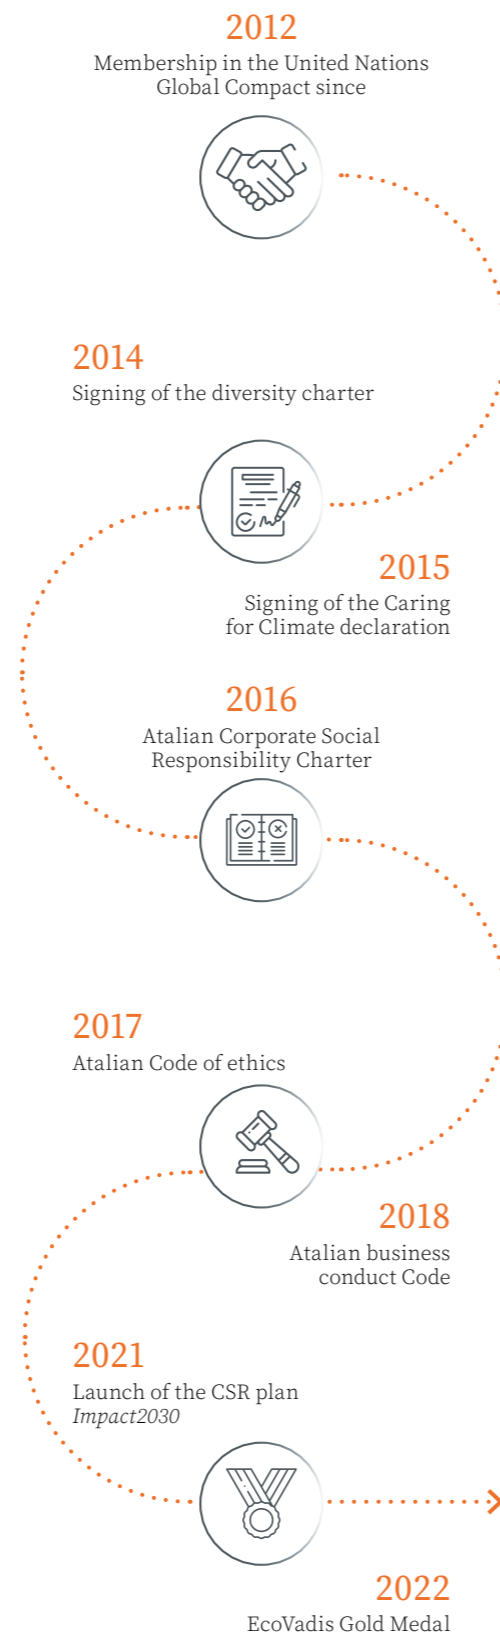 2012
Membership in the United Nations
Global Compact since
2014
Signing of the diversity charter
2015
Signing of the Caring
for Climate declaration
2016
Atalian Corporate Social
Responsibility Charter
2017
Atalian Code of ethics
2018
Atalian business
conduct Code
2021
Launch of the CSR plan
Impact2030
2022
EcoVadis Gold Medal